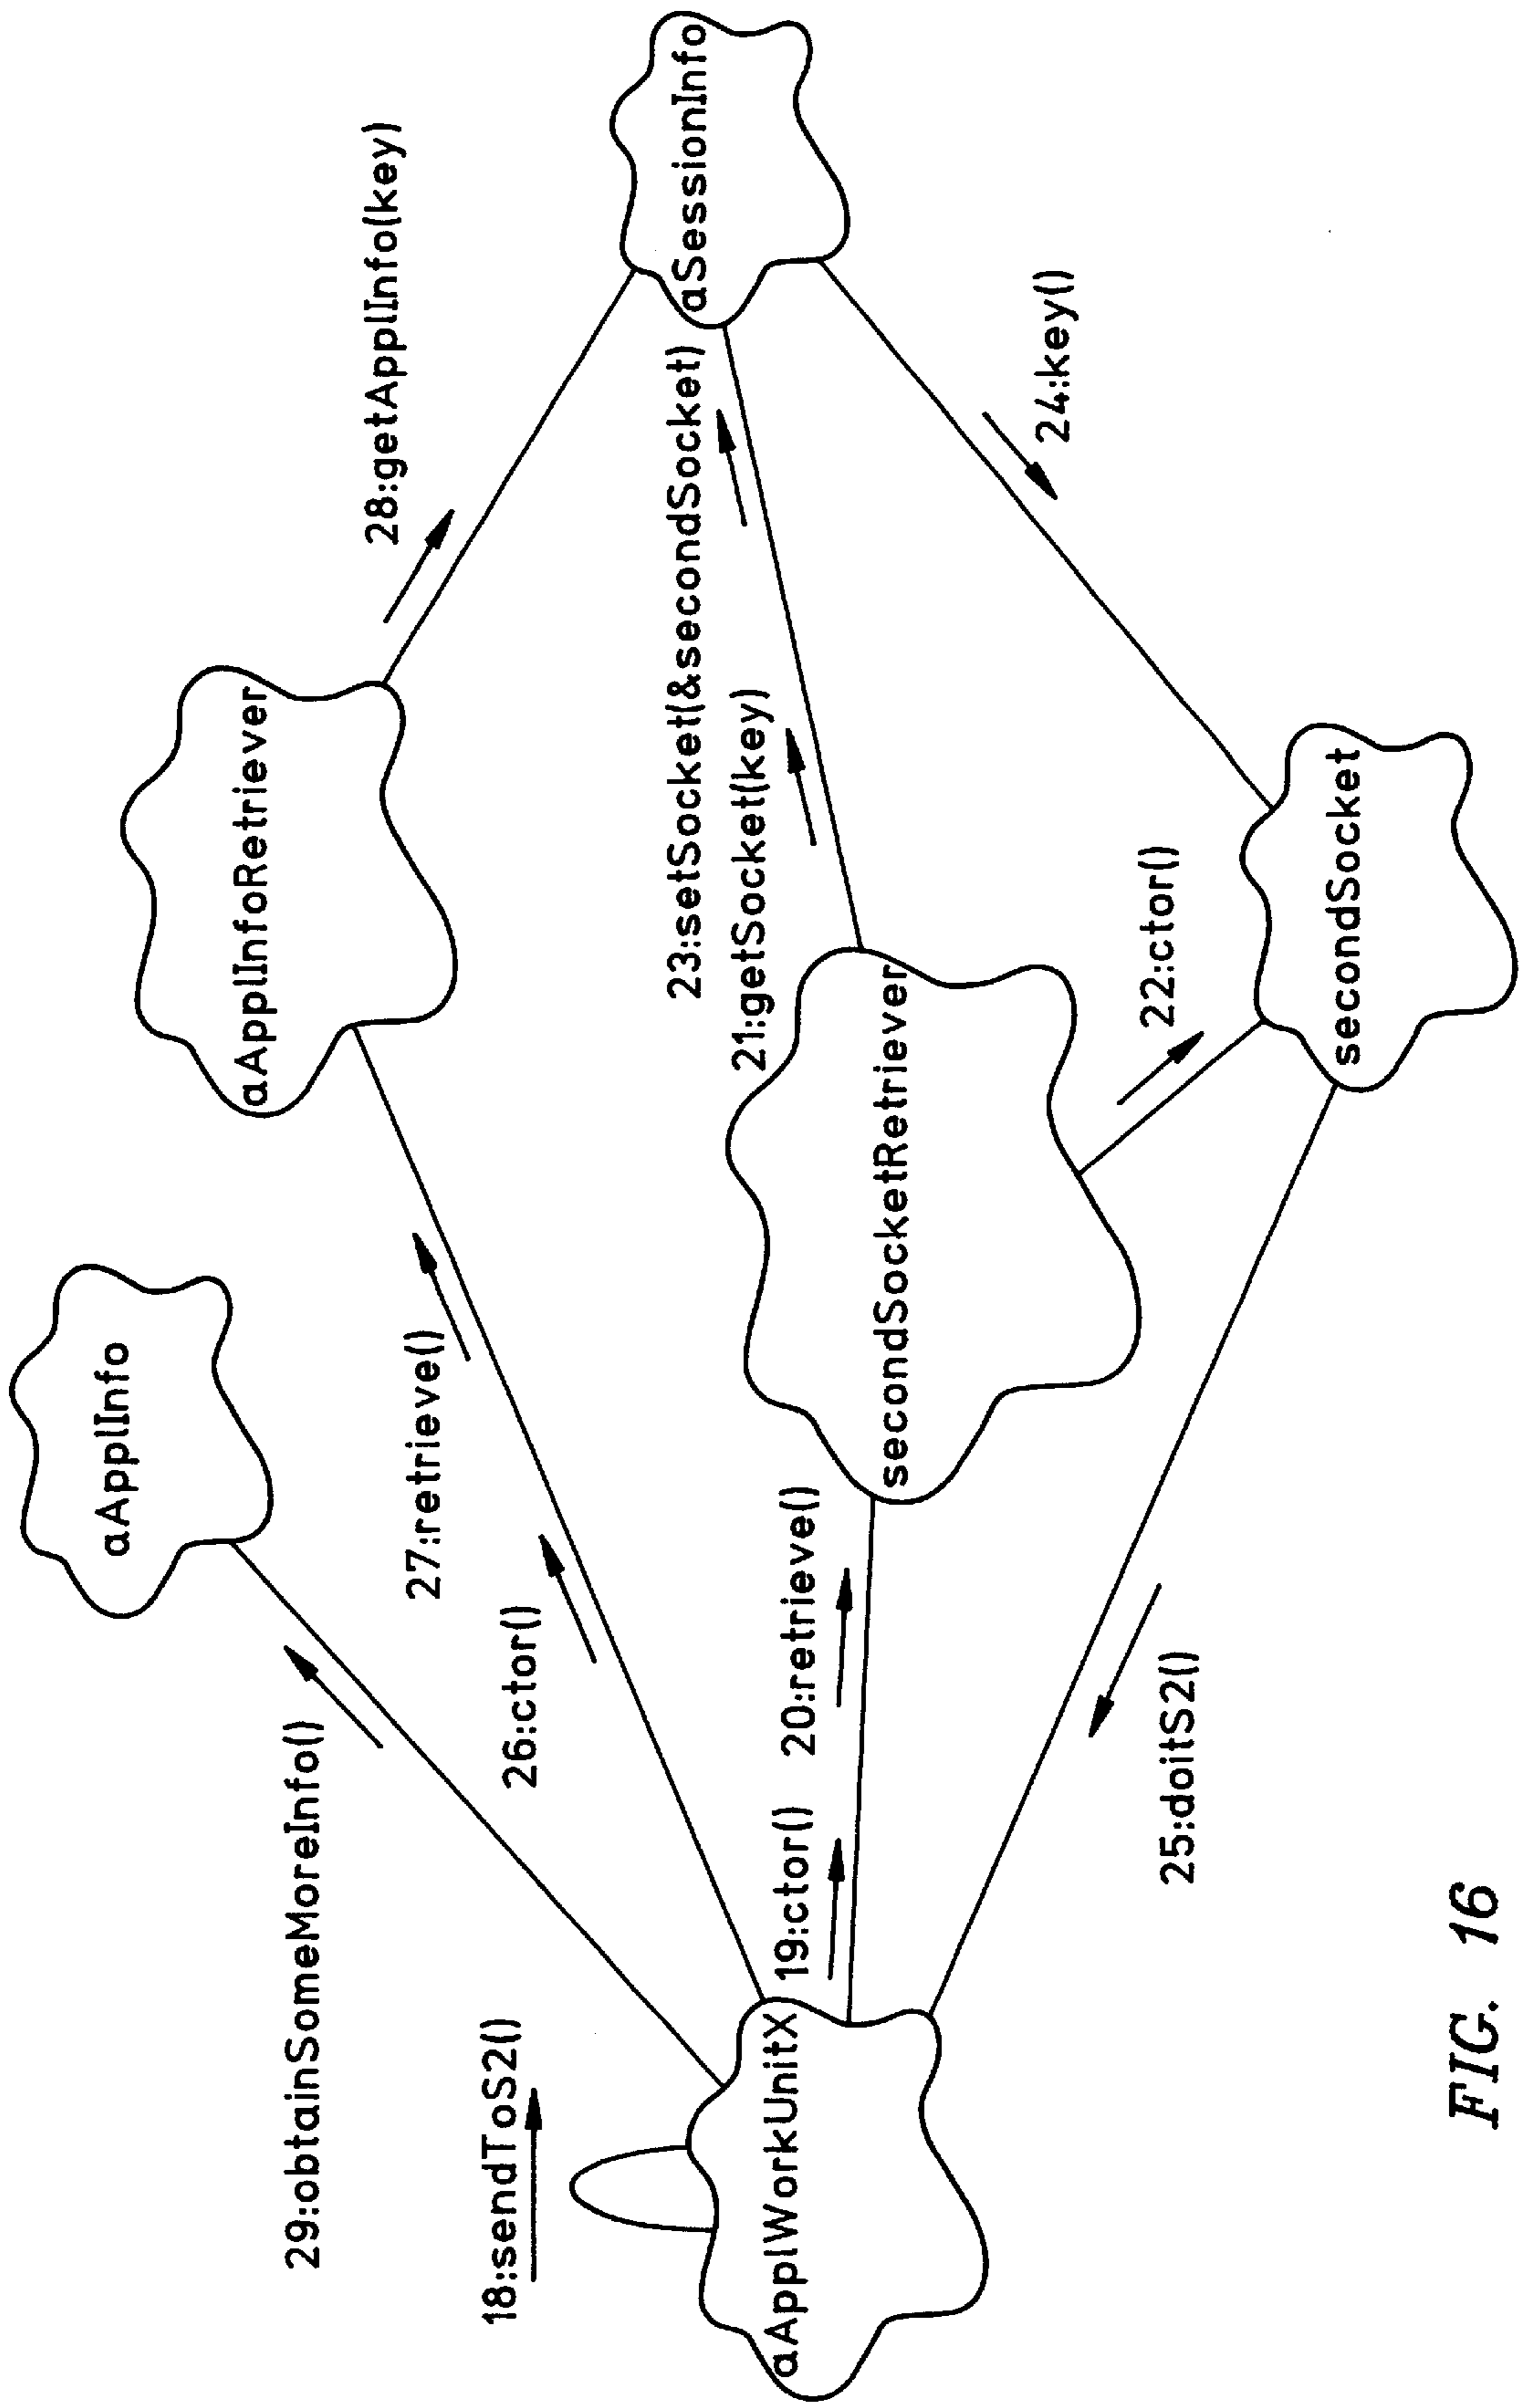 29:obtainSomeMoreInfo()
aApplInfo
27:retrieve()
aApplInfoRetriever
28:getApplInfo(key)
18:sendToS2()
26:ctor()
aApplWorkUnitX
19:ctor()
20:retrieve()
secondSocketRetriever
21:getSocket(key)
23:setSocket(&secondSocket)
aSessionInfo
25:doitS2()
22:ctor()
24:key()
secondSocket
FIG. 16